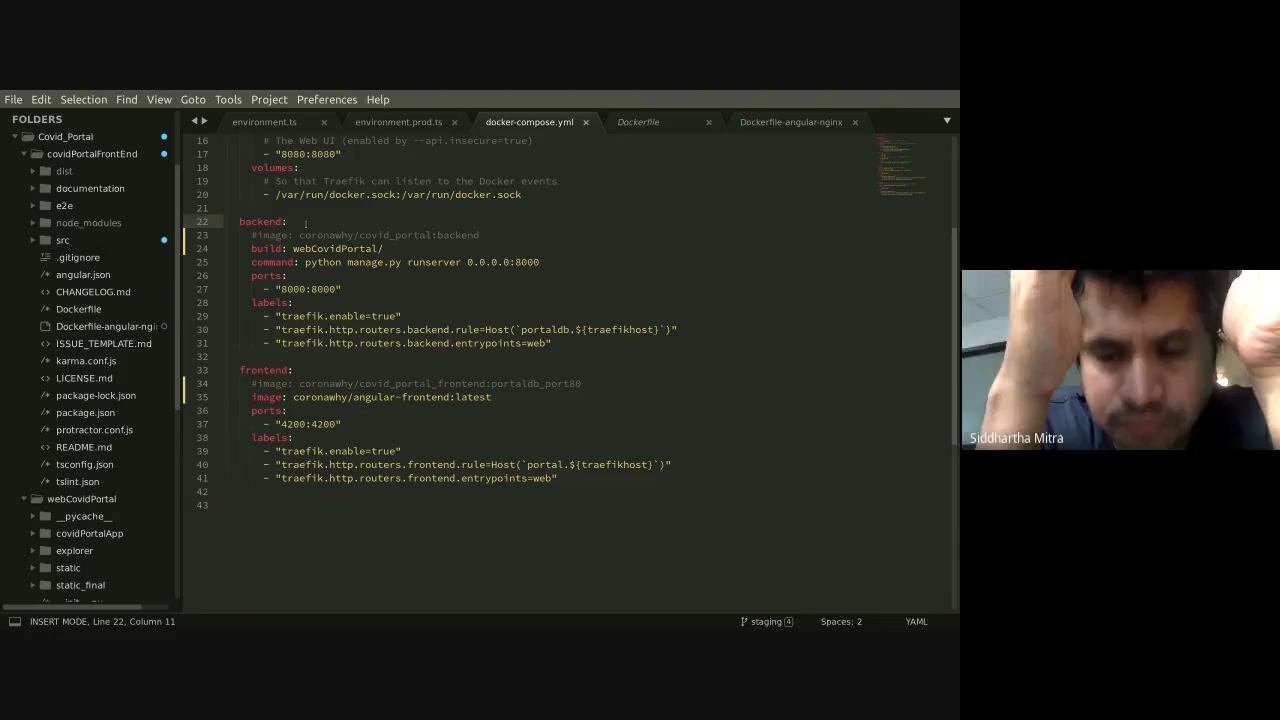 File Edit Selection Find View Goto Tools Project Preferences Help
FOLDERS
Covid_Portal
covidPortalFrontEnd
dist
documentation
e2e
node_modules
src
.gitignore
angular.json
CHANGELOG.md
Dockerfile
Dockerfile-angular-ngi
ISSUE_TEMPLATE.md
karma.conf.js
LICENSE.md
package-lock.json
package.json
protractor.conf.js
README.md
tsconfig.json
tslint.json
webCovidPortal
__pycache__
covidPortalApp
explorer
static
static_final
environment.ts × environment.prod.ts × docker-compose.yml × Dockerfile × Dockerfile-angular-nginx ×
16 # The Web UI (enabled by --api.insecure=true)
17 - "8080:8080"
18 volumes:
19 # So that Traefik can listen to the Docker events
20 - /var/run/docker.sock:/var/run/docker.sock
21
22 backend:
23 #image: coronawhy/covid_portal:backend
24 build: webCovidPortal/
25 command: python manage.py runserver 0.0.0.0:8000
26 ports:
27 - "8000:8000"
28 labels:
29 - "traefik.enable=true"
30 - "traefik.http.routers.backend.rule=Host(`portaldb.${traefikhost}`)"
31 - "traefik.http.routers.backend.entrypoints=web"
32
33 frontend:
34 #image: coronawhy/covid_portal_frontend:portaldb_port80
35 image: coronawhy/angular-frontend:latest
36 ports:
37 - "4200:4200"
38 labels:
39 - "traefik.enable=true"
40 - "traefik.http.routers.frontend.rule=Host(`portal.${traefikhost}`)"
41 - "traefik.http.routers.frontend.entrypoints=web"
42
43
INSERT MODE, Line 22, Column 11
staging 4
Spaces: 2
YAML
Siddhartha Mitra